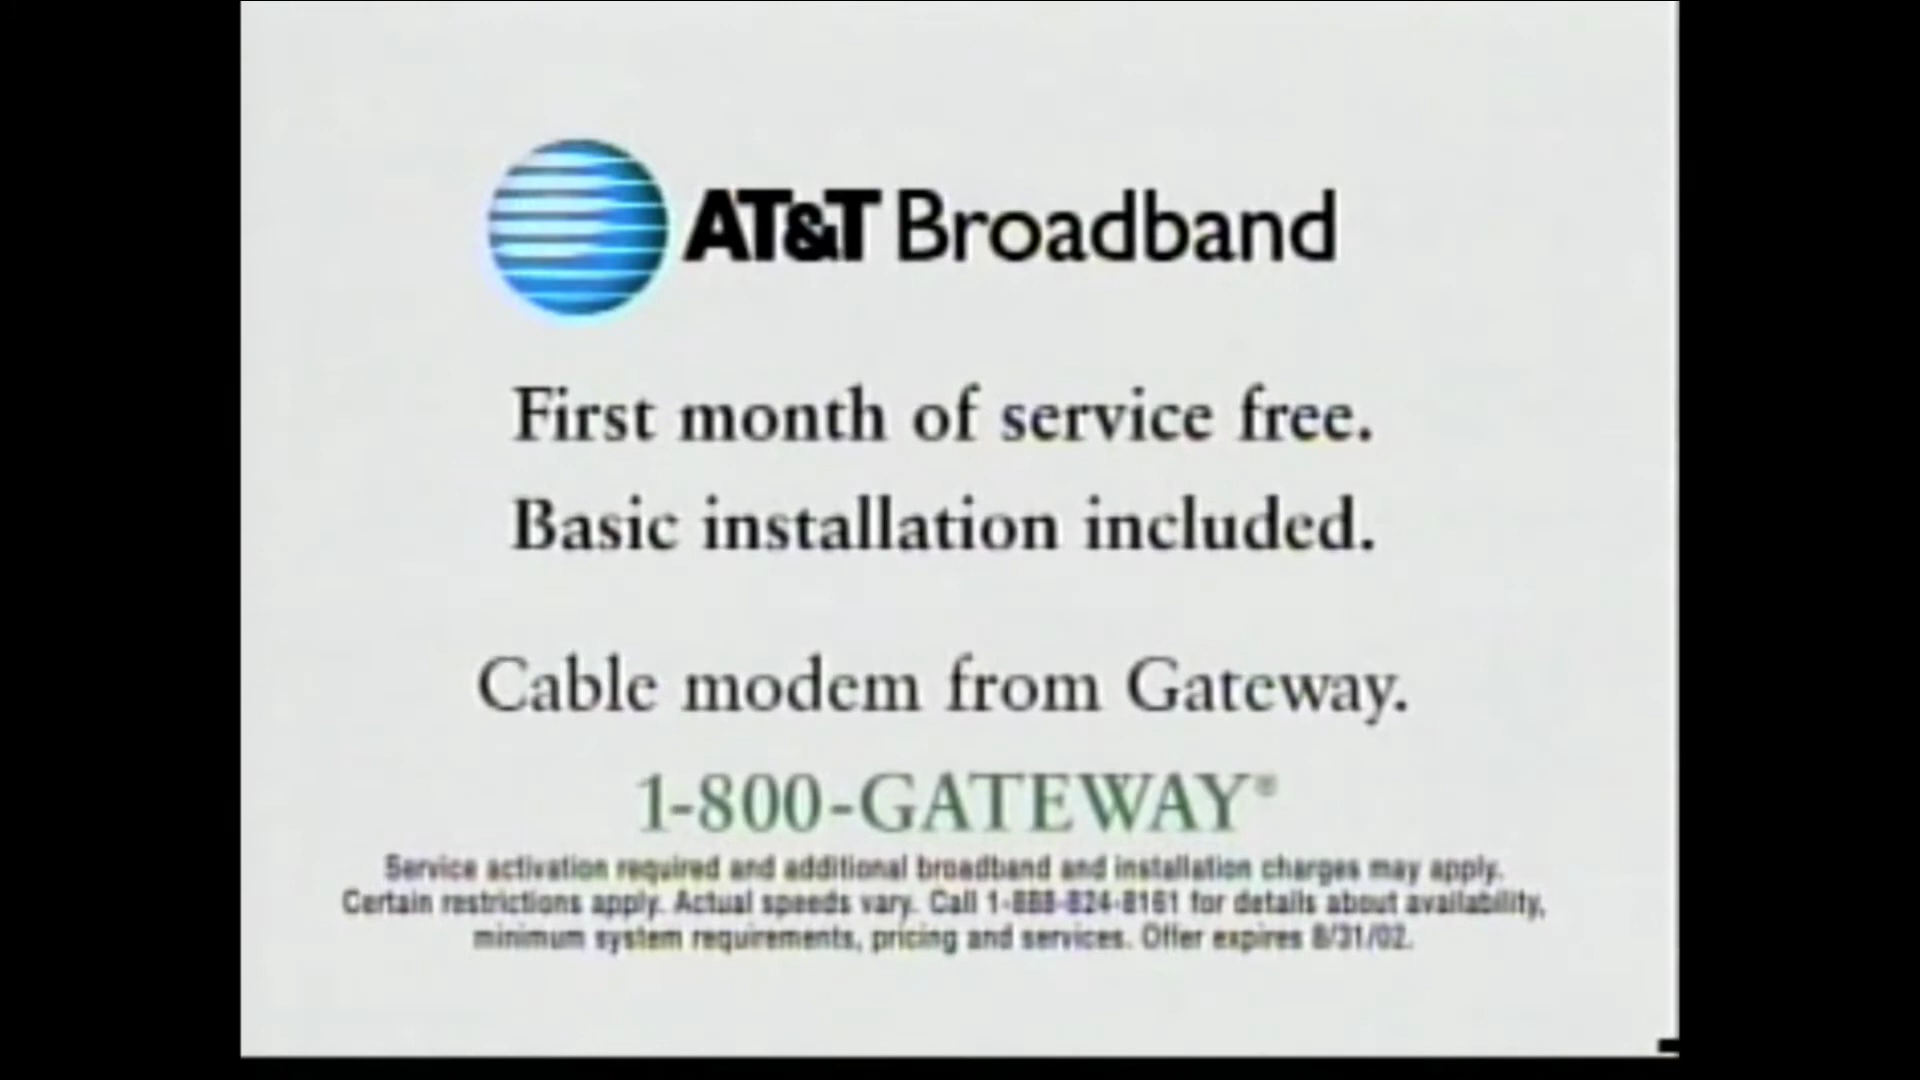 AT&T Broadband
First month of service free.
Basic installation included.
Cable modem from Gateway.
1-800-GATEWAY®
Service activation required and additional broadband and installation charges may apply.
Certain restrictions apply. Actual speeds vary. Call 1-888-824-8161 for details about availability,
minimum system requirements, pricing and services. Offer expires 8/31/02.